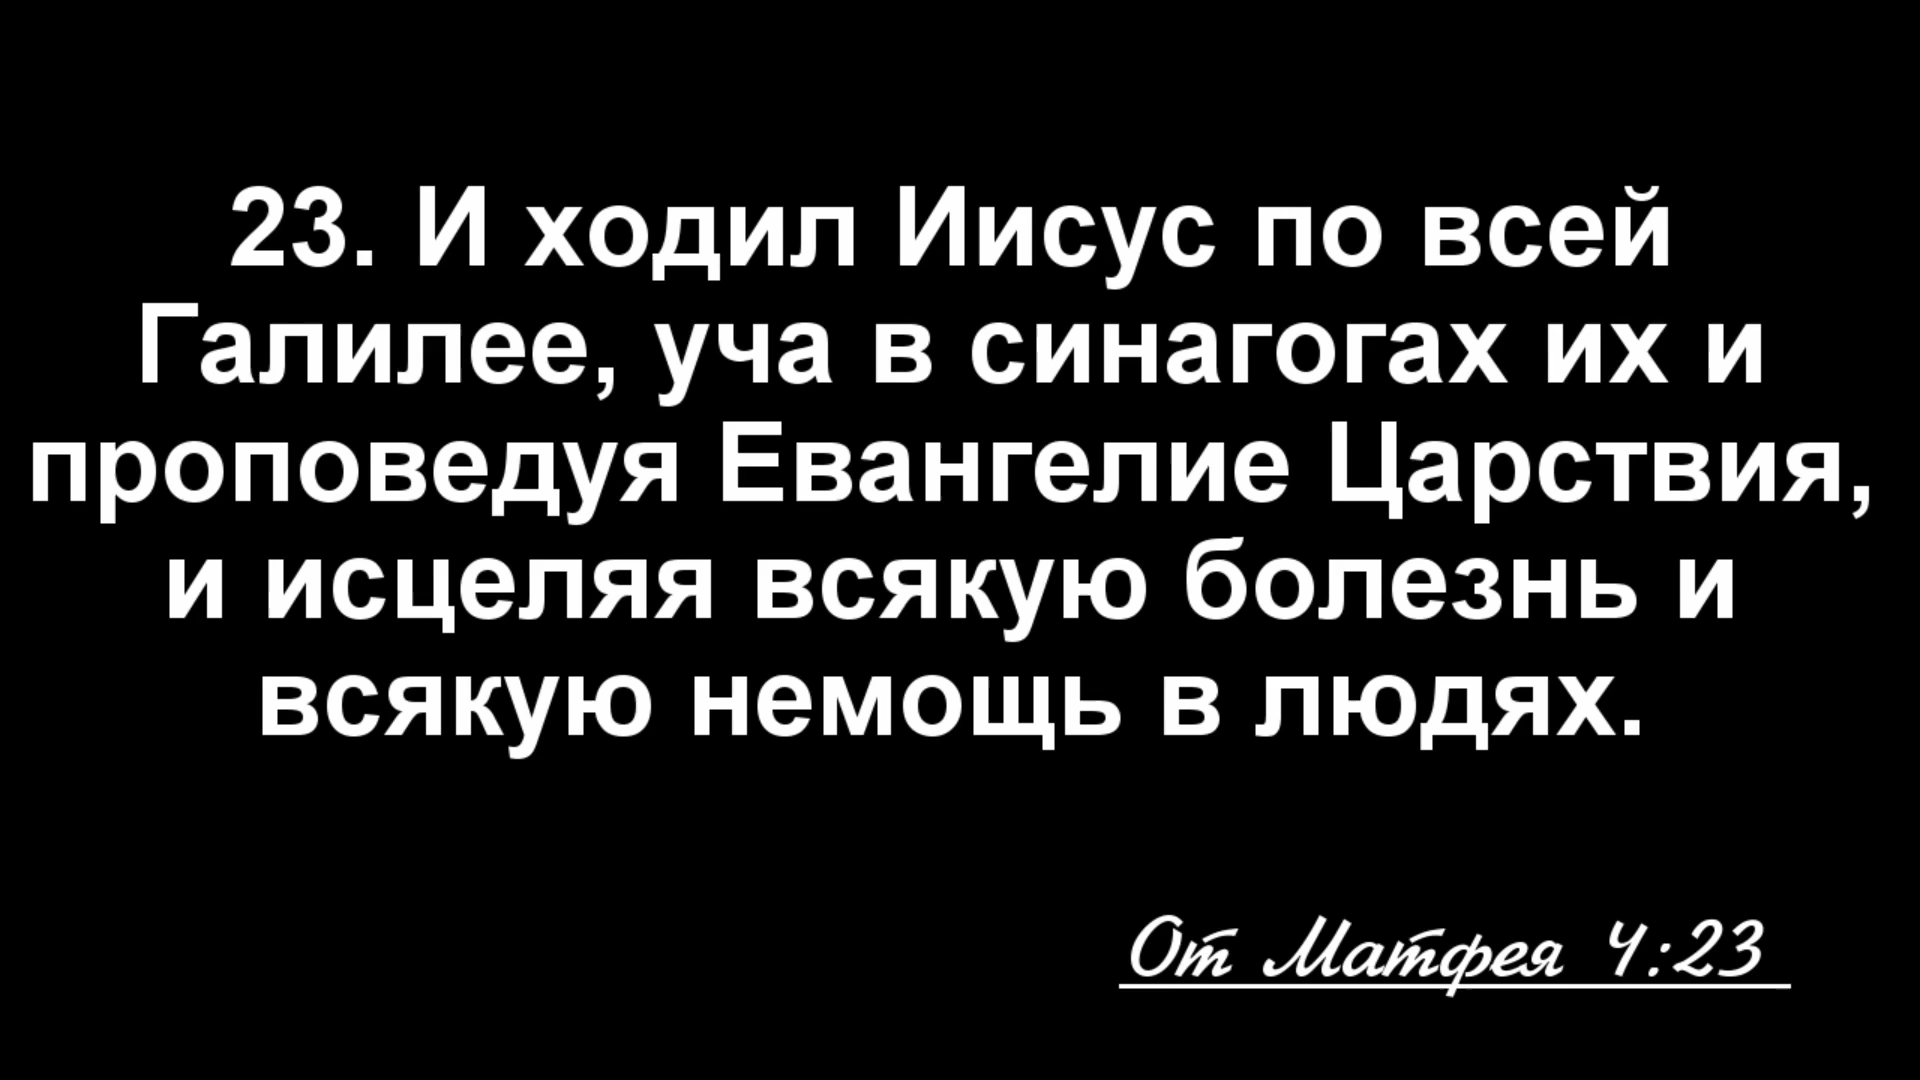 23. И ходил Иисус по всей
Галилее, уча в синагогах их и
проповедуя Евангелие Царствия,
и исцеляя всякую болезнь и
всякую немощь в людях.
От Матфея 4:23